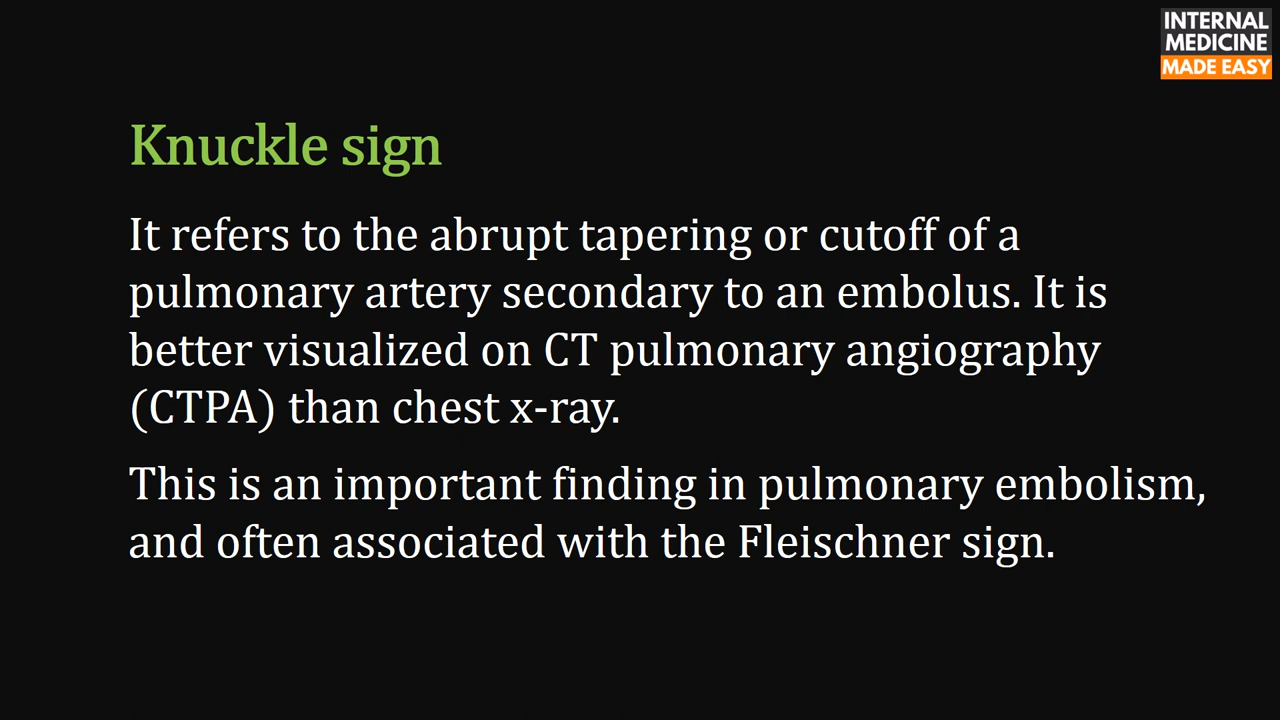 INTERNAL
MEDICINE
MADE EASY
Knuckle sign
It refers to the abrupt tapering or cutoff of a
pulmonary artery secondary to an embolus. It is
better visualized on CT pulmonary angiography
(CTPA) than chest x-ray.
This is an important finding in pulmonary embolism,
and often associated with the Fleischner sign.